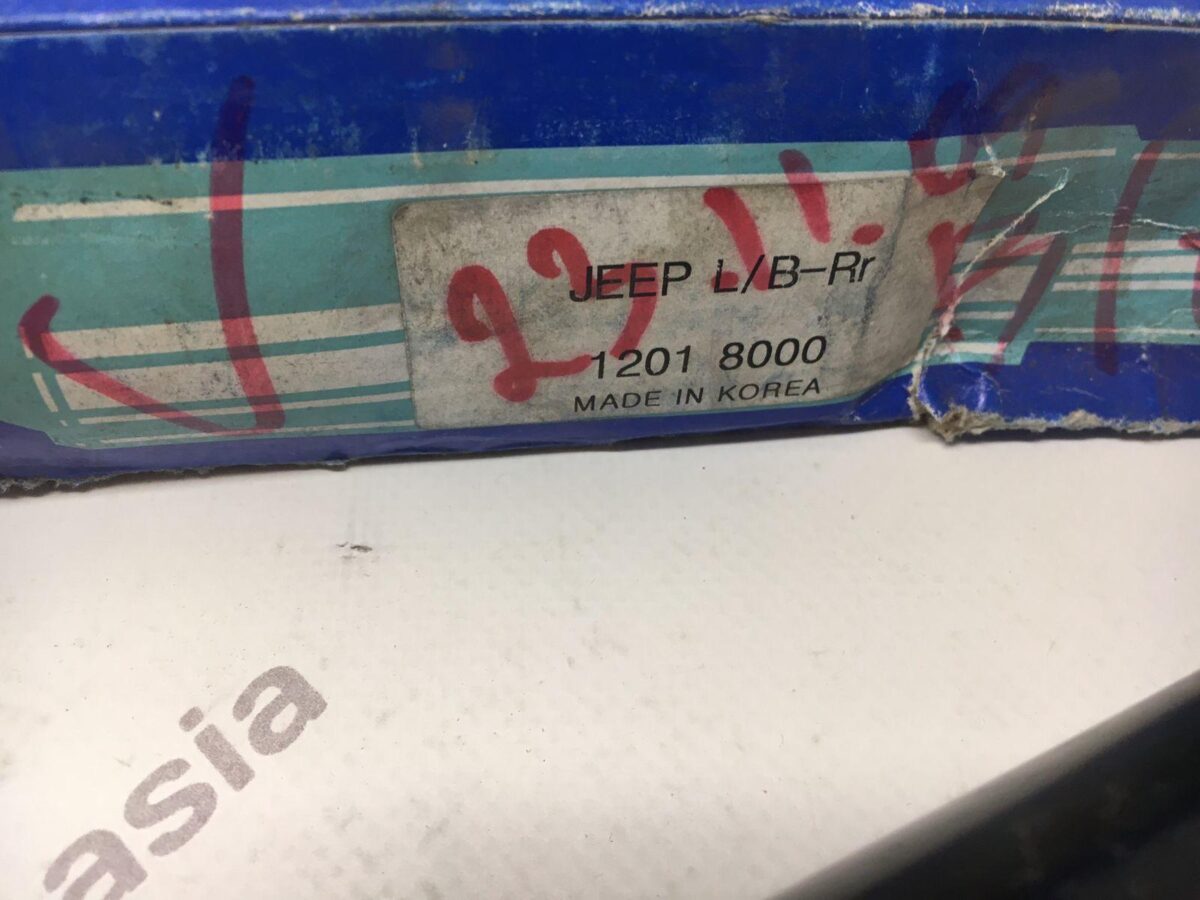 JEEP L/B-Rr
1201 8000
MADE IN KOREA
asia